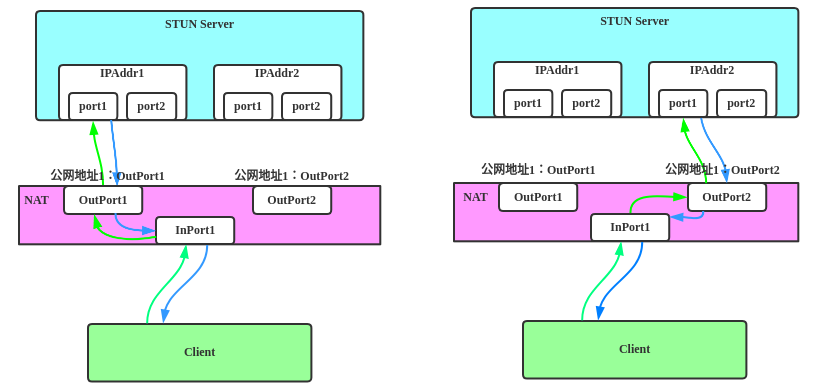 STUN Server
IPAddr1
IPAddr2
port1
port2
port1
port2
公网地址1：OutPort1
公网地址1：OutPort2
NAT
OutPort1
OutPort2
InPort1
Client
STUN Server
IPAddr1
IPAddr2
port1
port2
port1
port2
公网地址1：OutPort1
公网地址1：OutPort2
NAT
OutPort1
OutPort2
InPort1
Client